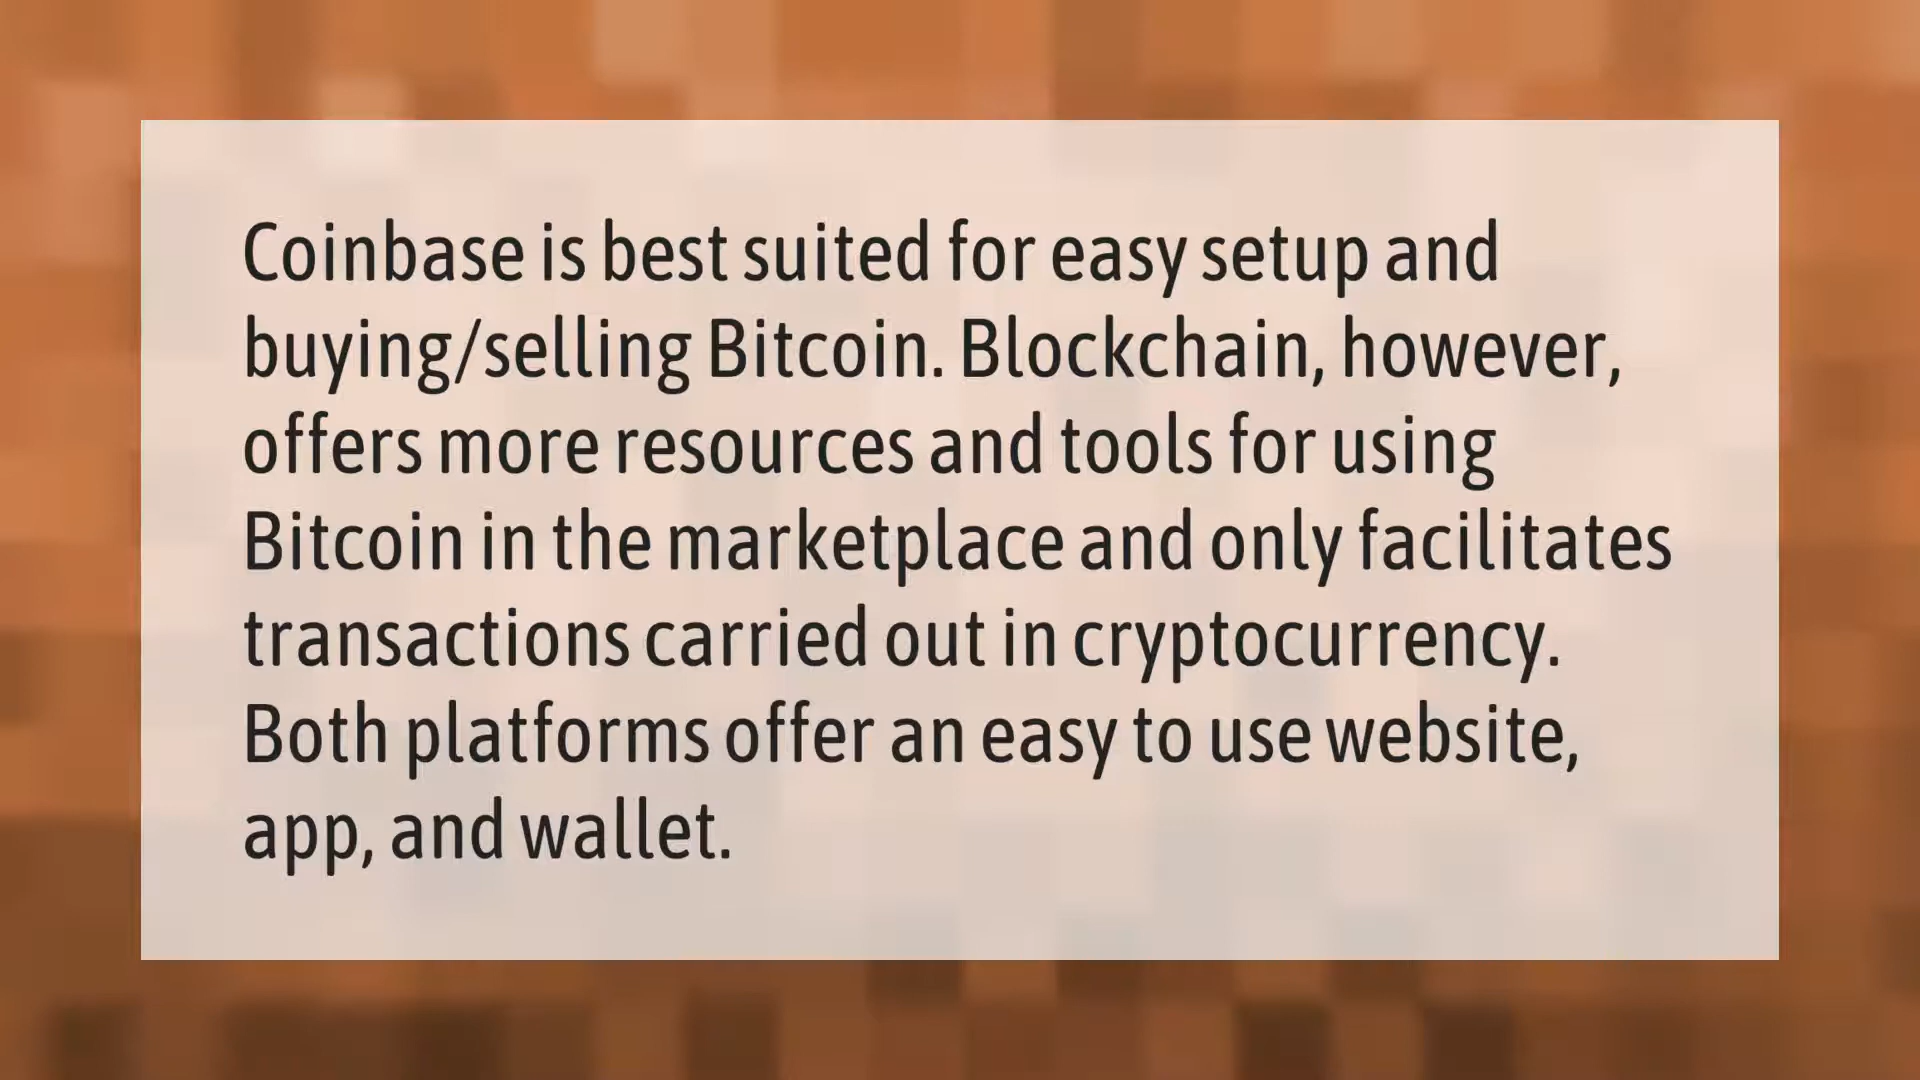 Coinbase is best suited for easy setup and
buying/selling Bitcoin. Blockchain, however,
offers more resources and tools for using
Bitcoin in the marketplace and only facilitates
transactions carried out in cryptocurrency.
Both platforms offer an easy to use website,
app, and wallet.